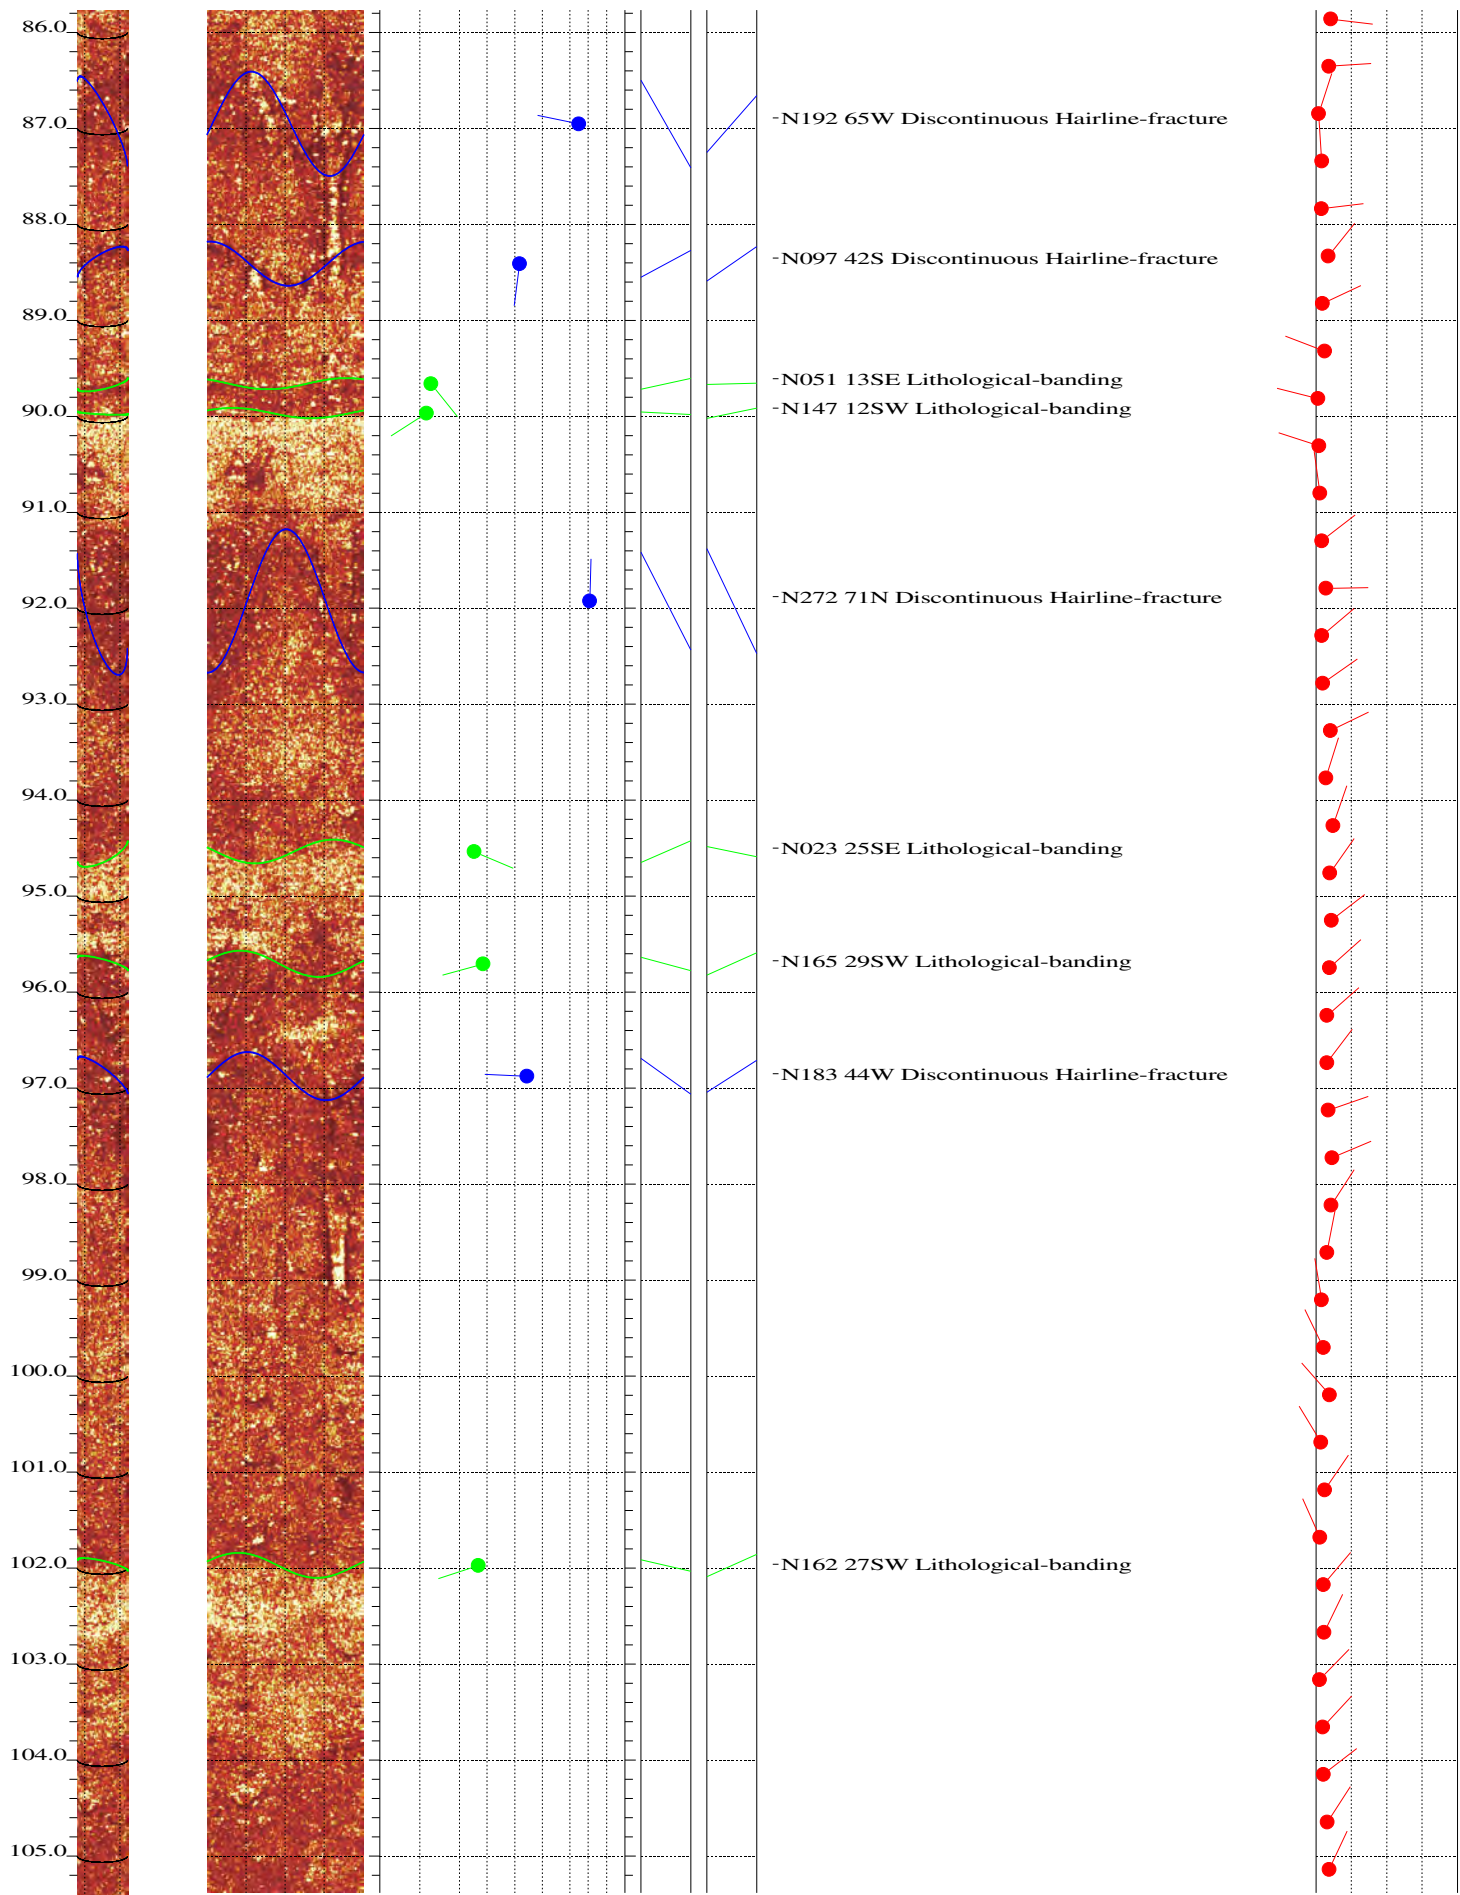 86.0
-N192 65W Discontinuous Hairline-fracture
87.0
88.0
-N097 42S Discontinuous Hairline-fracture
89.0
-N051 13SE Lithological-banding
90.0
-N147 12SW Lithological-banding
91.0
92.0
-N272 71N Discontinuous Hairline-fracture
93.0
94.0
-N023 25SE Lithological-banding
95.0
-N165 29SW Lithological-banding
96.0
-N183 44W Discontinuous Hairline-fracture
97.0
98.0
99.0
100.0
101.0
102.0
-N162 27SW Lithological-banding
103.0
104.0
105.0